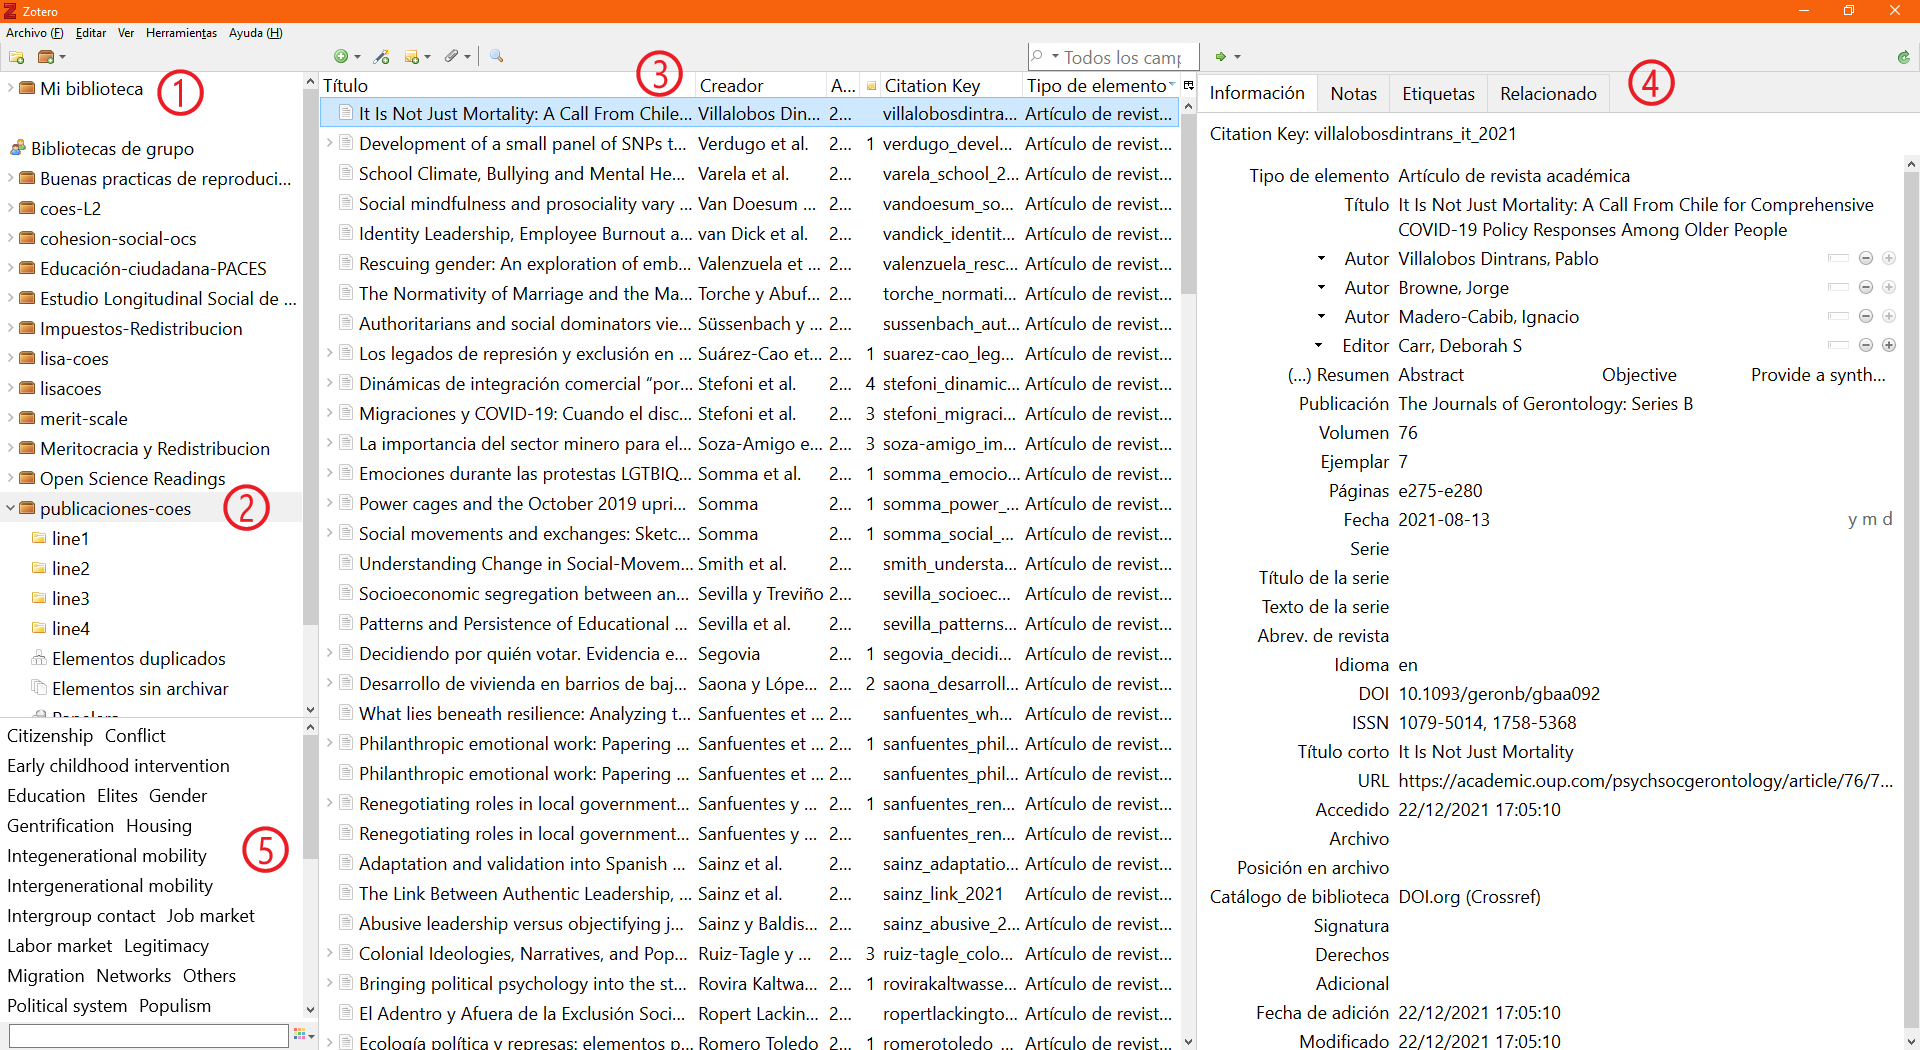 Zotero
Archivo (F) Editar Ver Herramientas Ayuda (H)
Todos los camp
Mi biblioteca
1
Bibliotecas de grupo
Buenas practicas de reproduci...
coes-L2
cohesion-social-ocs
Educación-ciudadana-PACES
Estudio Longitudinal Social de ...
Impuestos-Redistribucion
lisa-coes
lisacoes
merit-scale
Meritocracia y Redistribucion
Open Science Readings
publicaciones-coes
2
line1
line2
line3
line4
Elementos duplicados
Elementos sin archivar
Citizenship Conflict
Early childhood intervention
Education Elites Gender
Gentrification Housing
Integenerational mobility
5
Intergenerational mobility
Intergroup contact Job market
Labor market Legitimacy
Migration Networks Others
Political system Populism
3
Título Creador A... Citation Key Tipo de elemento
It Is Not Just Mortality: A Call From Chile... Villalobos Din... 2... villalobosdintra... Artículo de revist...
Development of a small panel of SNPs t... Verdugo et al. 2... 1 verdugo_devel... Artículo de revist...
School Climate, Bullying and Mental He... Varela et al. 2... varela_school_2... Artículo de revist...
Social mindfulness and prosociality vary ... Van Doesum ... 2... vandoesum_so... Artículo de revist...
Identity Leadership, Employee Burnout a... van Dick et al. 2... vandick_identit... Artículo de revist...
Rescuing gender: An exploration of emb... Valenzuela et ... 2... valenzuela_resc... Artículo de revist...
The Normativity of Marriage and the Ma... Torche y Abuf... 2... torche_normati... Artículo de revist...
Authoritarians and social dominators vie... Süssenbach y ... 2... sussenbach_aut... Artículo de revist...
Los legados de represión y exclusión en ... Suárez-Cao et... 2... 1 suarez-cao_leg... Artículo de revist...
Dinámicas de integración comercial “por... Stefoni et al. 2... 4 stefoni_dinamic... Artículo de revist...
Migraciones y COVID-19: Cuando el disc... Stefoni et al. 2... 3 stefoni_migraci... Artículo de revist...
La importancia del sector minero para el... Soza-Amigo e... 2... 3 soza-amigo_im... Artículo de revist...
Emociones durante las protestas LGTBIQ... Somma et al. 2... 1 somma_emocio... Artículo de revist...
Power cages and the October 2019 upri... Somma 2... 1 somma_power_... Artículo de revist...
Social movements and exchanges: Sketc... Somma 2... 1 somma_social_... Artículo de revist...
Understanding Change in Social-Movem... Smith et al. 2... smith_understa... Artículo de revist...
Socioeconomic segregation between an... Sevilla y Treviño 2... sevilla_socioec... Artículo de revist...
Patterns and Persistence of Educational ... Sevilla et al. 2... sevilla_patterns... Artículo de revist...
Decidiendo por quién votar. Evidencia e... Segovia 2... 1 segovia_decidi... Artículo de revist...
Desarrollo de vivienda en barrios de baj... Saona y Lópe... 2... 2 saona_desarroll... Artículo de revist...
What lies beneath resilience: Analyzing t... Sanfuentes et ... 2... sanfuentes_wh... Artículo de revist...
Philanthropic emotional work: Papering ... Sanfuentes et ... 2... 1 sanfuentes_phil... Artículo de revist...
Philanthropic emotional work: Papering ... Sanfuentes et ... 2... sanfuentes_phil... Artículo de revist...
Renegotiating roles in local government... Sanfuentes y ... 2... 1 sanfuentes_ren... Artículo de revist...
Renegotiating roles in local government... Sanfuentes y ... 2... sanfuentes_ren... Artículo de revist...
Adaptation and validation into Spanish ... Sainz et al. 2... sainz_adaptatio... Artículo de revist...
The Link Between Authentic Leadership, ... Sainz et al. 2... sainz_link_2021 Artículo de revist...
Abusive leadership versus objectifying j... Sainz y Baldis... 2... sainz_abusive_2... Artículo de revist...
Colonial Ideologies, Narratives, and Pop... Ruiz-Tagle y ... 2... 3 ruiz-tagle_colo... Artículo de revist...
Bringing political psychology into the st... Rovira Kaltwa... 2... 1 rovirakaltwasse... Artículo de revist...
El Adentro y Afuera de la Exclusión Soci... Ropert Lackin... 2... ropertlackingto... Artículo de revist...
Ecología política y represas: elementos p... Romero Toledo 2... 1 romerotoledo_... Artículo de revist...
4
Información Notas Etiquetas Relacionado
Citation Key: villalobosdintrans_it_2021
Tipo de elemento Artículo de revista académica
Título It Is Not Just Mortality: A Call From Chile for Comprehensive
COVID-19 Policy Responses Among Older People
Autor Villalobos Dintrans, Pablo
Autor Browne, Jorge
Autor Madero-Cabib, Ignacio
Editor Carr, Deborah S
(...) Resumen Abstract Objective Provide a synth...
Publicación The Journals of Gerontology: Series B
Volumen 76
Ejemplar 7
Páginas e275-e280
Fecha 2021-08-13 y m d
Serie
Título de la serie
Texto de la serie
Abrev. de revista
Idioma en
DOI 10.1093/geronb/gbaa092
ISSN 1079-5014, 1758-5368
Título corto It Is Not Just Mortality
URL https://academic.oup.com/psychsocgerontology/article/76/7...
Accedido 22/12/2021 17:05:10
Archivo
Posición en archivo
Catálogo de biblioteca DOI.org (Crossref)
Signatura
Derechos
Adicional
Fecha de adición 22/12/2021 17:05:10
Modificado 22/12/2021 17:05:10